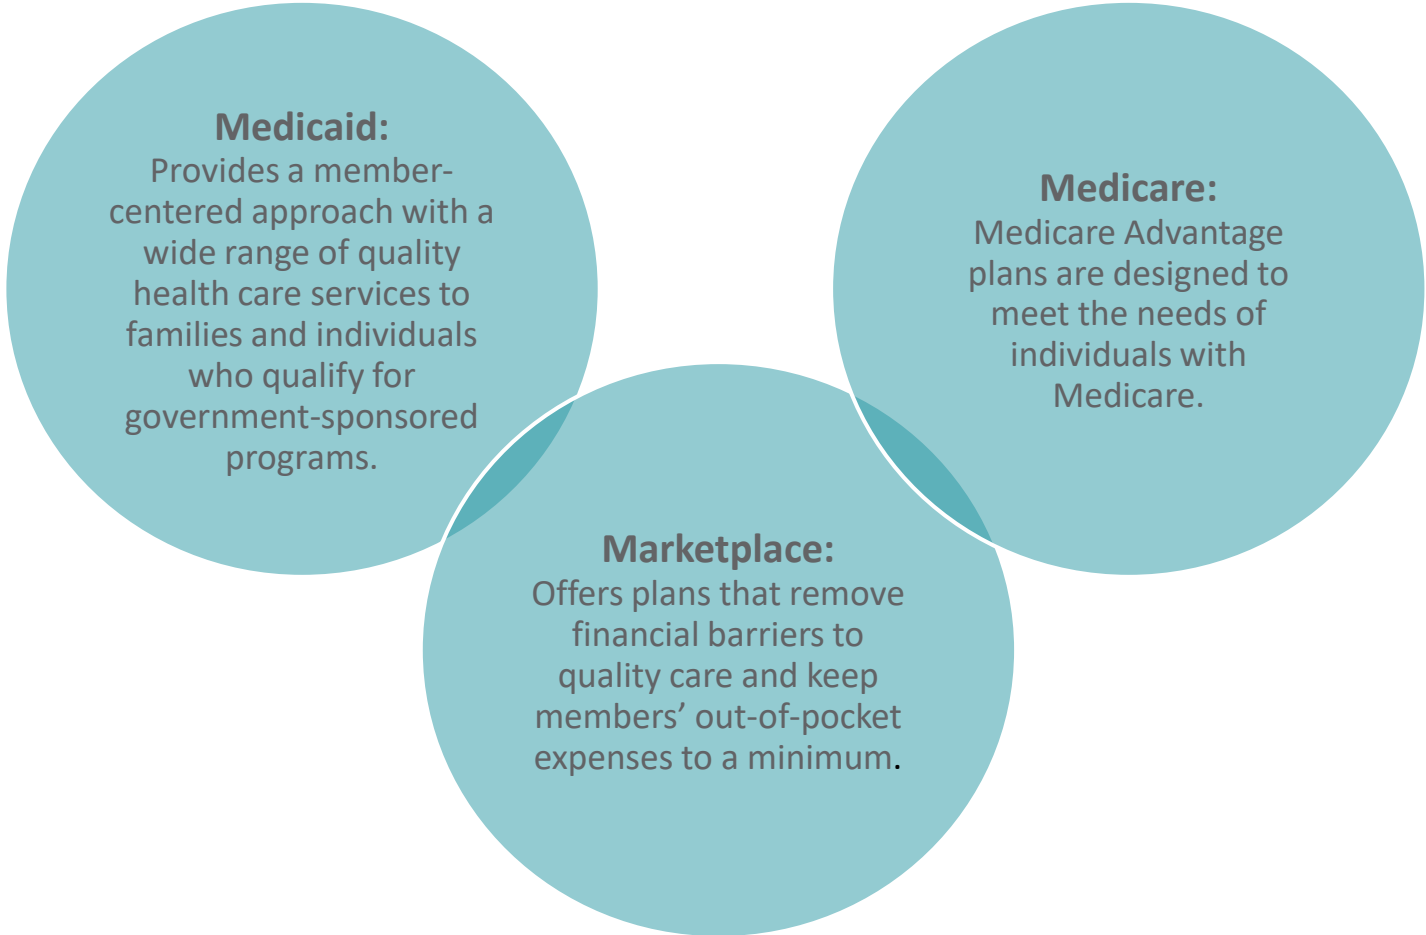 Medicaid:
Provides a member-
centered approach with a
wide range of quality
health care services to
families and individuals
who qualify for
government-sponsored
programs.
Medicare:
Medicare Advantage
plans are designed to
meet the needs of
individuals with
Medicare.
Marketplace:
Offers plans that remove
financial barriers to
quality care and keep
members’ out-of-pocket
expenses to a minimum.